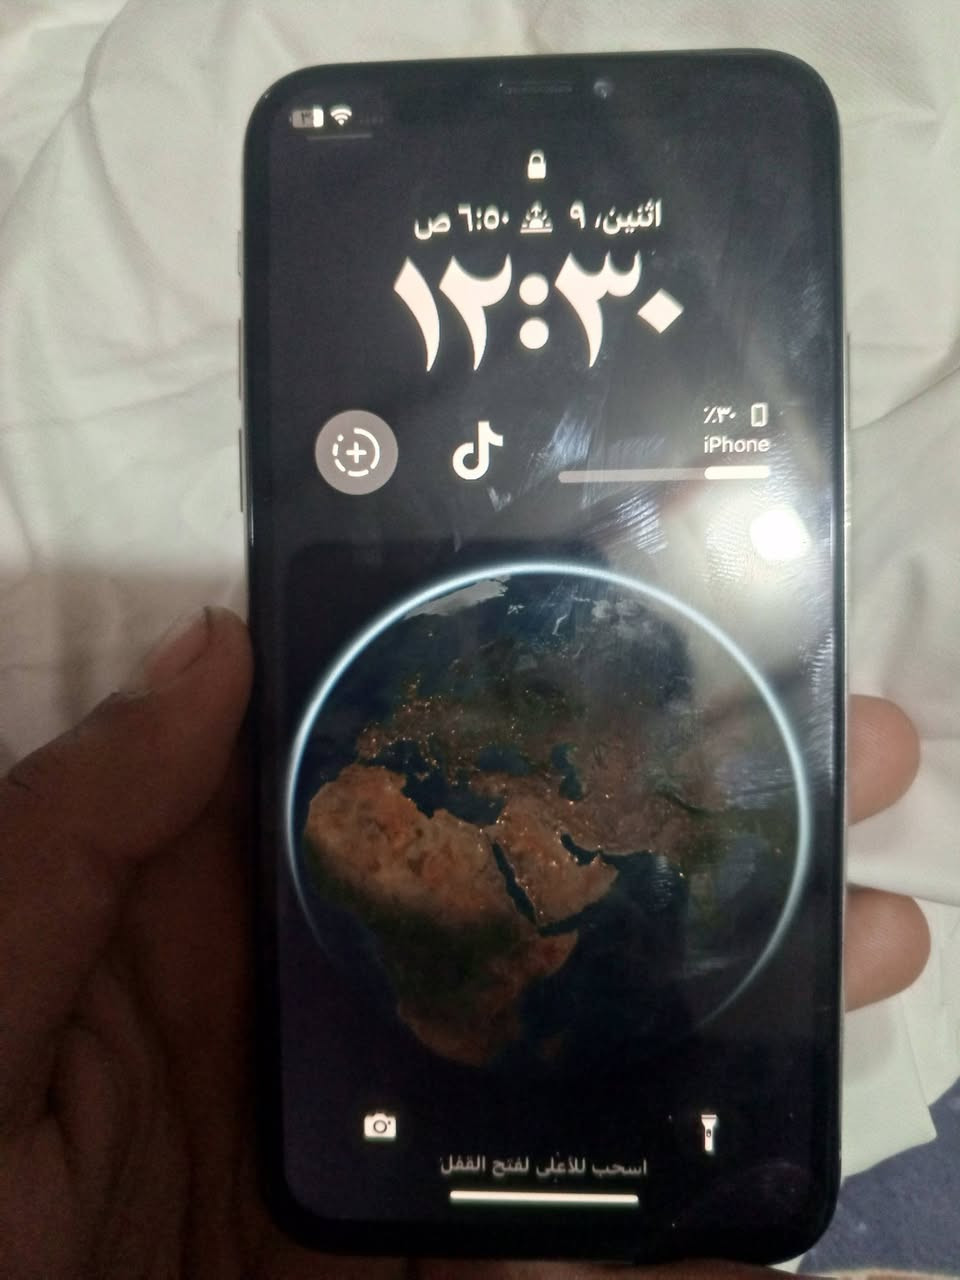 اثنين، ٩ ٦:٥٠ ص
١٢:٣٠
٪٣٠
iPhone
اسحب للأعلى لفتح القفل